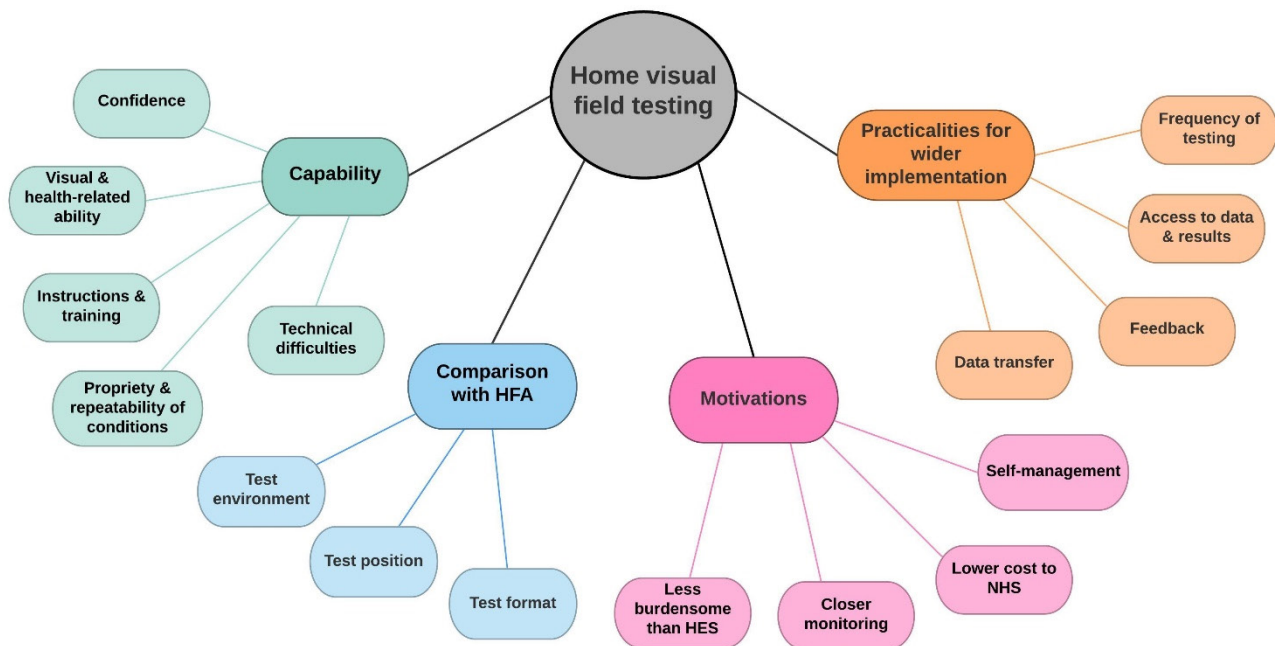 Home visual
field testing
Capability
Confidence
Visual &
health-related
ability
Instructions &
training
Propriety &
repeatability of
conditions
Technical
difficulties
Comparison
with HFA
Test
environment
Test position
Test format
Motivations
Less
burdensome
than HES
Closer
monitoring
Lower cost to
NHS
Self-management
Practicalities for
wider
implementation
Frequency of
testing
Access to data
& results
Feedback
Data transfer